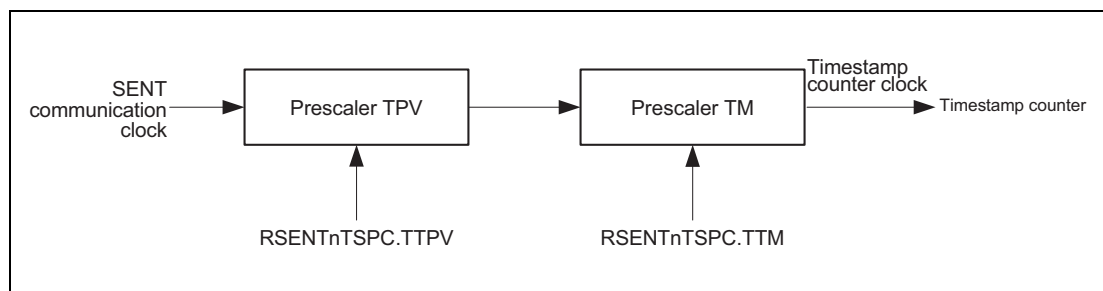 SENT
communication
clock
Prescaler TPV
Prescaler TM
Timestamp
counter clock
Timestamp counter
RSENTnTSPC.TTPV
RSENTnTSPC.TTM